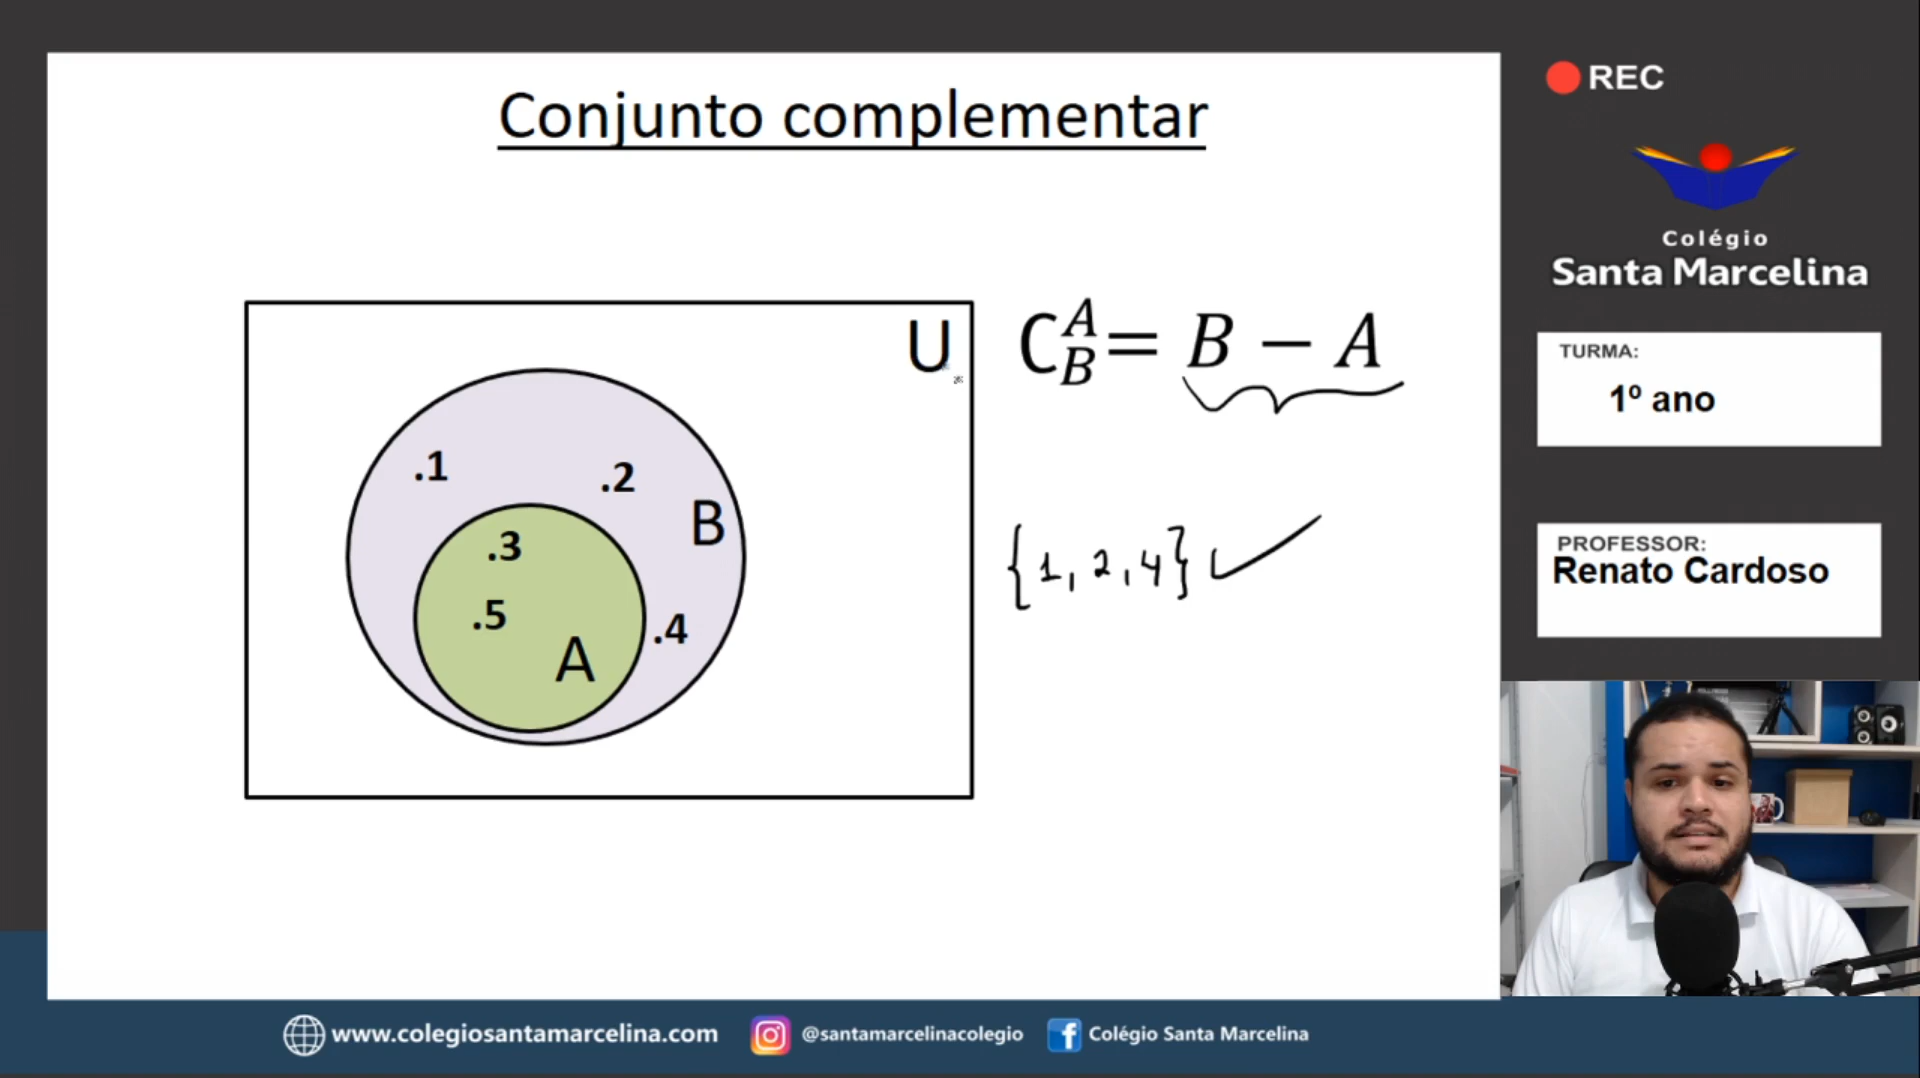 Conjunto complementar
U
.1
.2
B
.3
.5
.4
A
C_B^A = B − A
{1, 2, 4}
REC
Colégio
Santa Marcelina
TURMA:
1º ano
PROFESSOR:
Renato Cardoso
www.colegiosantamarcelina.com
@santamarcelinacolegio
Colégio Santa Marcelina